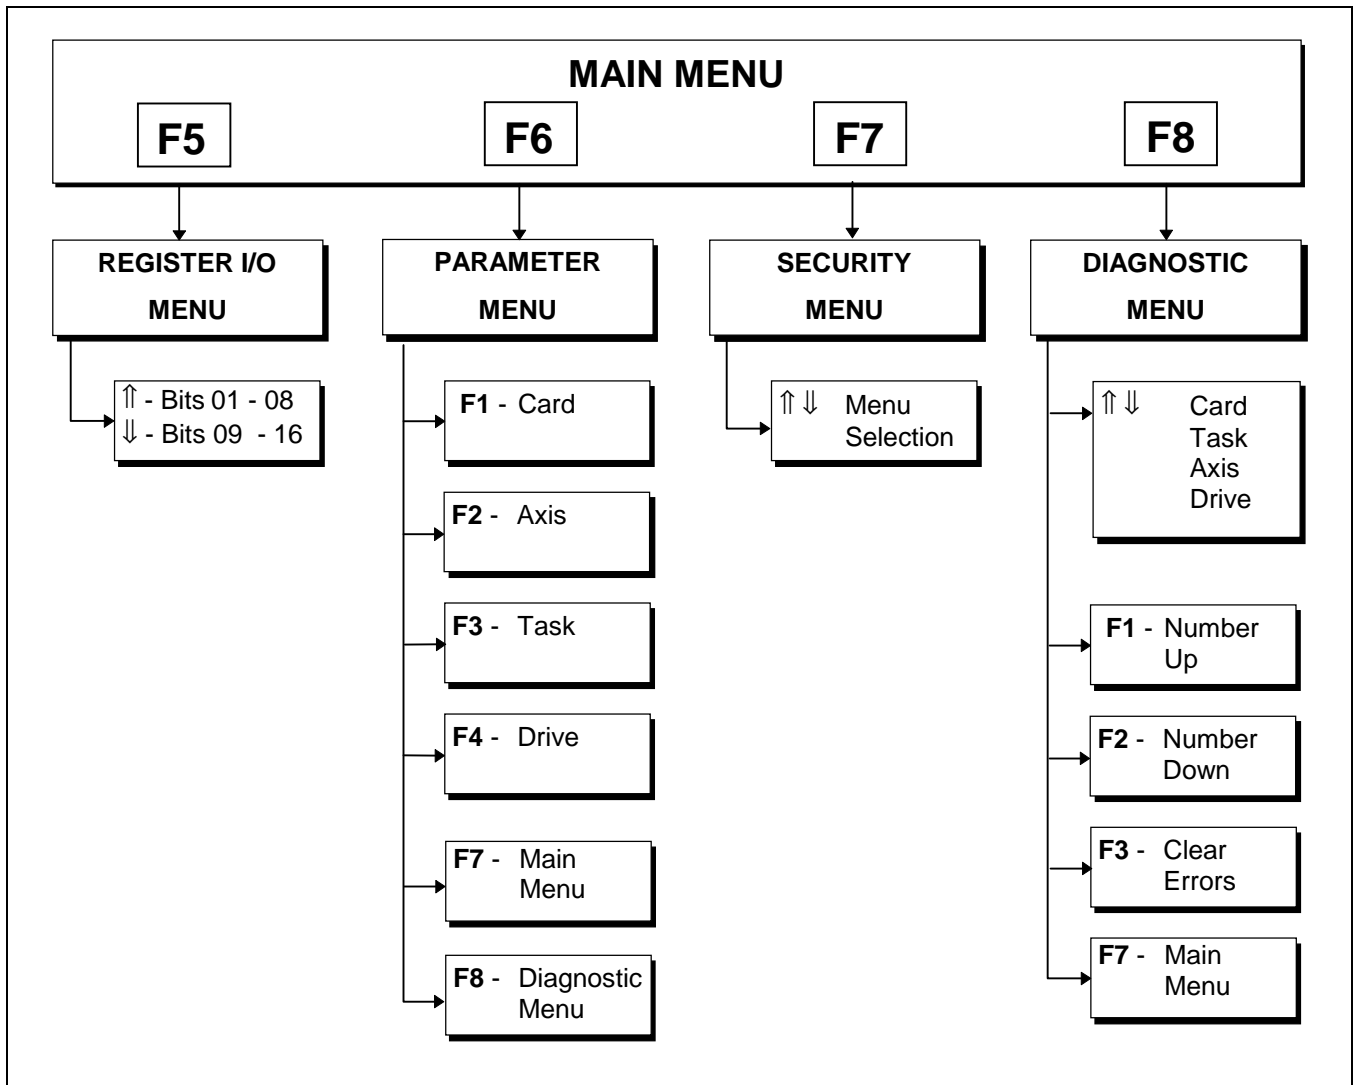 MAIN MENU
F5
F6
F7
F8
REGISTER I/O
MENU
⇑ - Bits 01 - 08
⇓ - Bits 09 - 16
PARAMETER
MENU
F1 - Card
F2 - Axis
F3 - Task
F4 - Drive
F7 - Main
Menu
F8 - Diagnostic
Menu
SECURITY
MENU
⇑⇓ Menu
Selection
DIAGNOSTIC
MENU
⇑⇓ Card
Task
Axis
Drive
F1 - Number
Up
F2 - Number
Down
F3 - Clear
Errors
F7 - Main
Menu